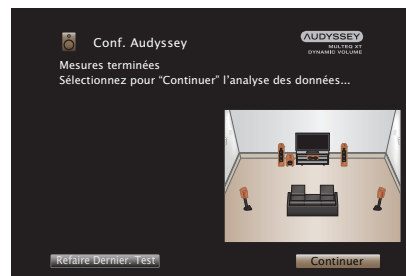 Conf. Audyssey
AUDYSSEY
MULTEQ XT
DYNAMIC VOLUME
Mesures terminées
Sélectionnez pour “Continuer” l’analyse des données...
Refaire Dernier. Test
Continuer